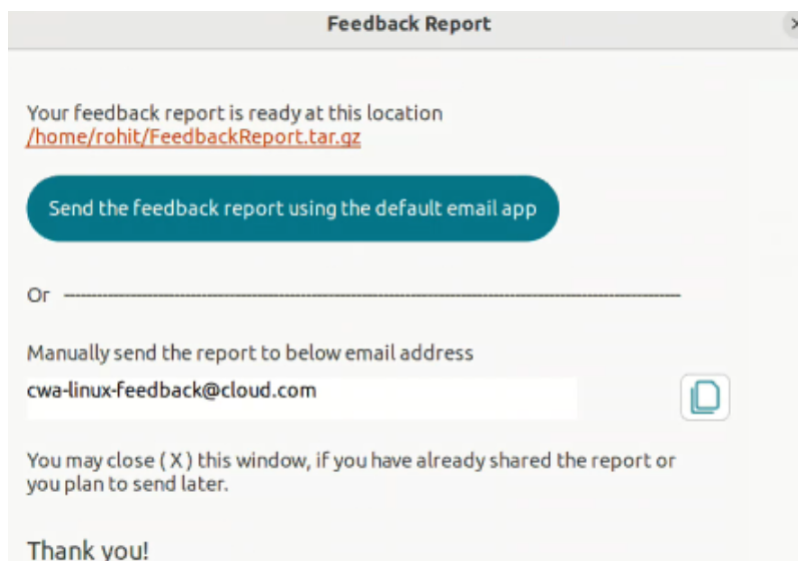 Feedback Report
Your feedback report is ready at this location
/home/rohit/FeedbackReport.tar.gz
Send the feedback report using the default email app
Or
Manually send the report to below email address
cwa-linux-feedback@cloud.com
You may close ( X ) this window, if you have already shared the report or
you plan to send later.
Thank you!